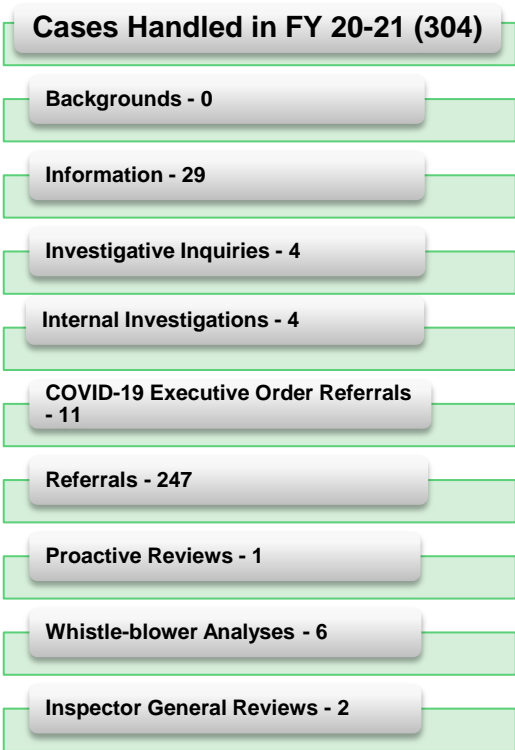 Cases Handled in FY 20-21 (304)
Backgrounds - 0
Information - 29
Investigative Inquiries - 4
Internal Investigations - 4
COVID-19 Executive Order Referrals
- 11
Referrals - 247
Proactive Reviews - 1
Whistle-blower Analyses - 6
Inspector General Reviews - 2